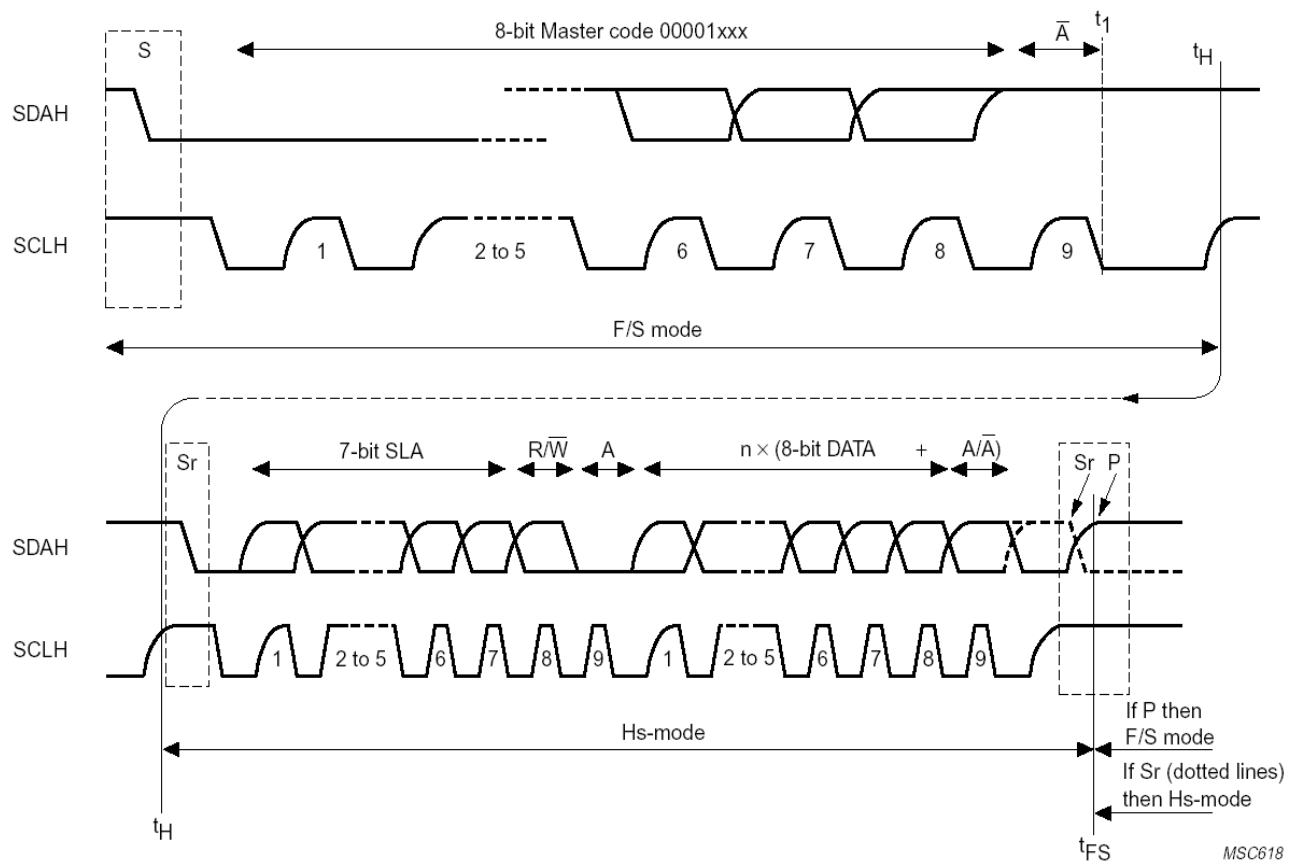 8-bit Master code 00001xxx
A̅
t1
S
tH
SDAH
SCLH
1
2 to 5
6
7
8
9
F/S mode
7-bit SLA
R/W̅
A
n × (8-bit DATA + A/A̅)
Sr
Sr P
SDAH
SCLH
1
2 to 5
6
7
8
9
1
2 to 5
6
7
8
9
If P then
F/S mode
Hs-mode
If Sr (dotted lines)
then Hs-mode
tH
tFS
MSC618